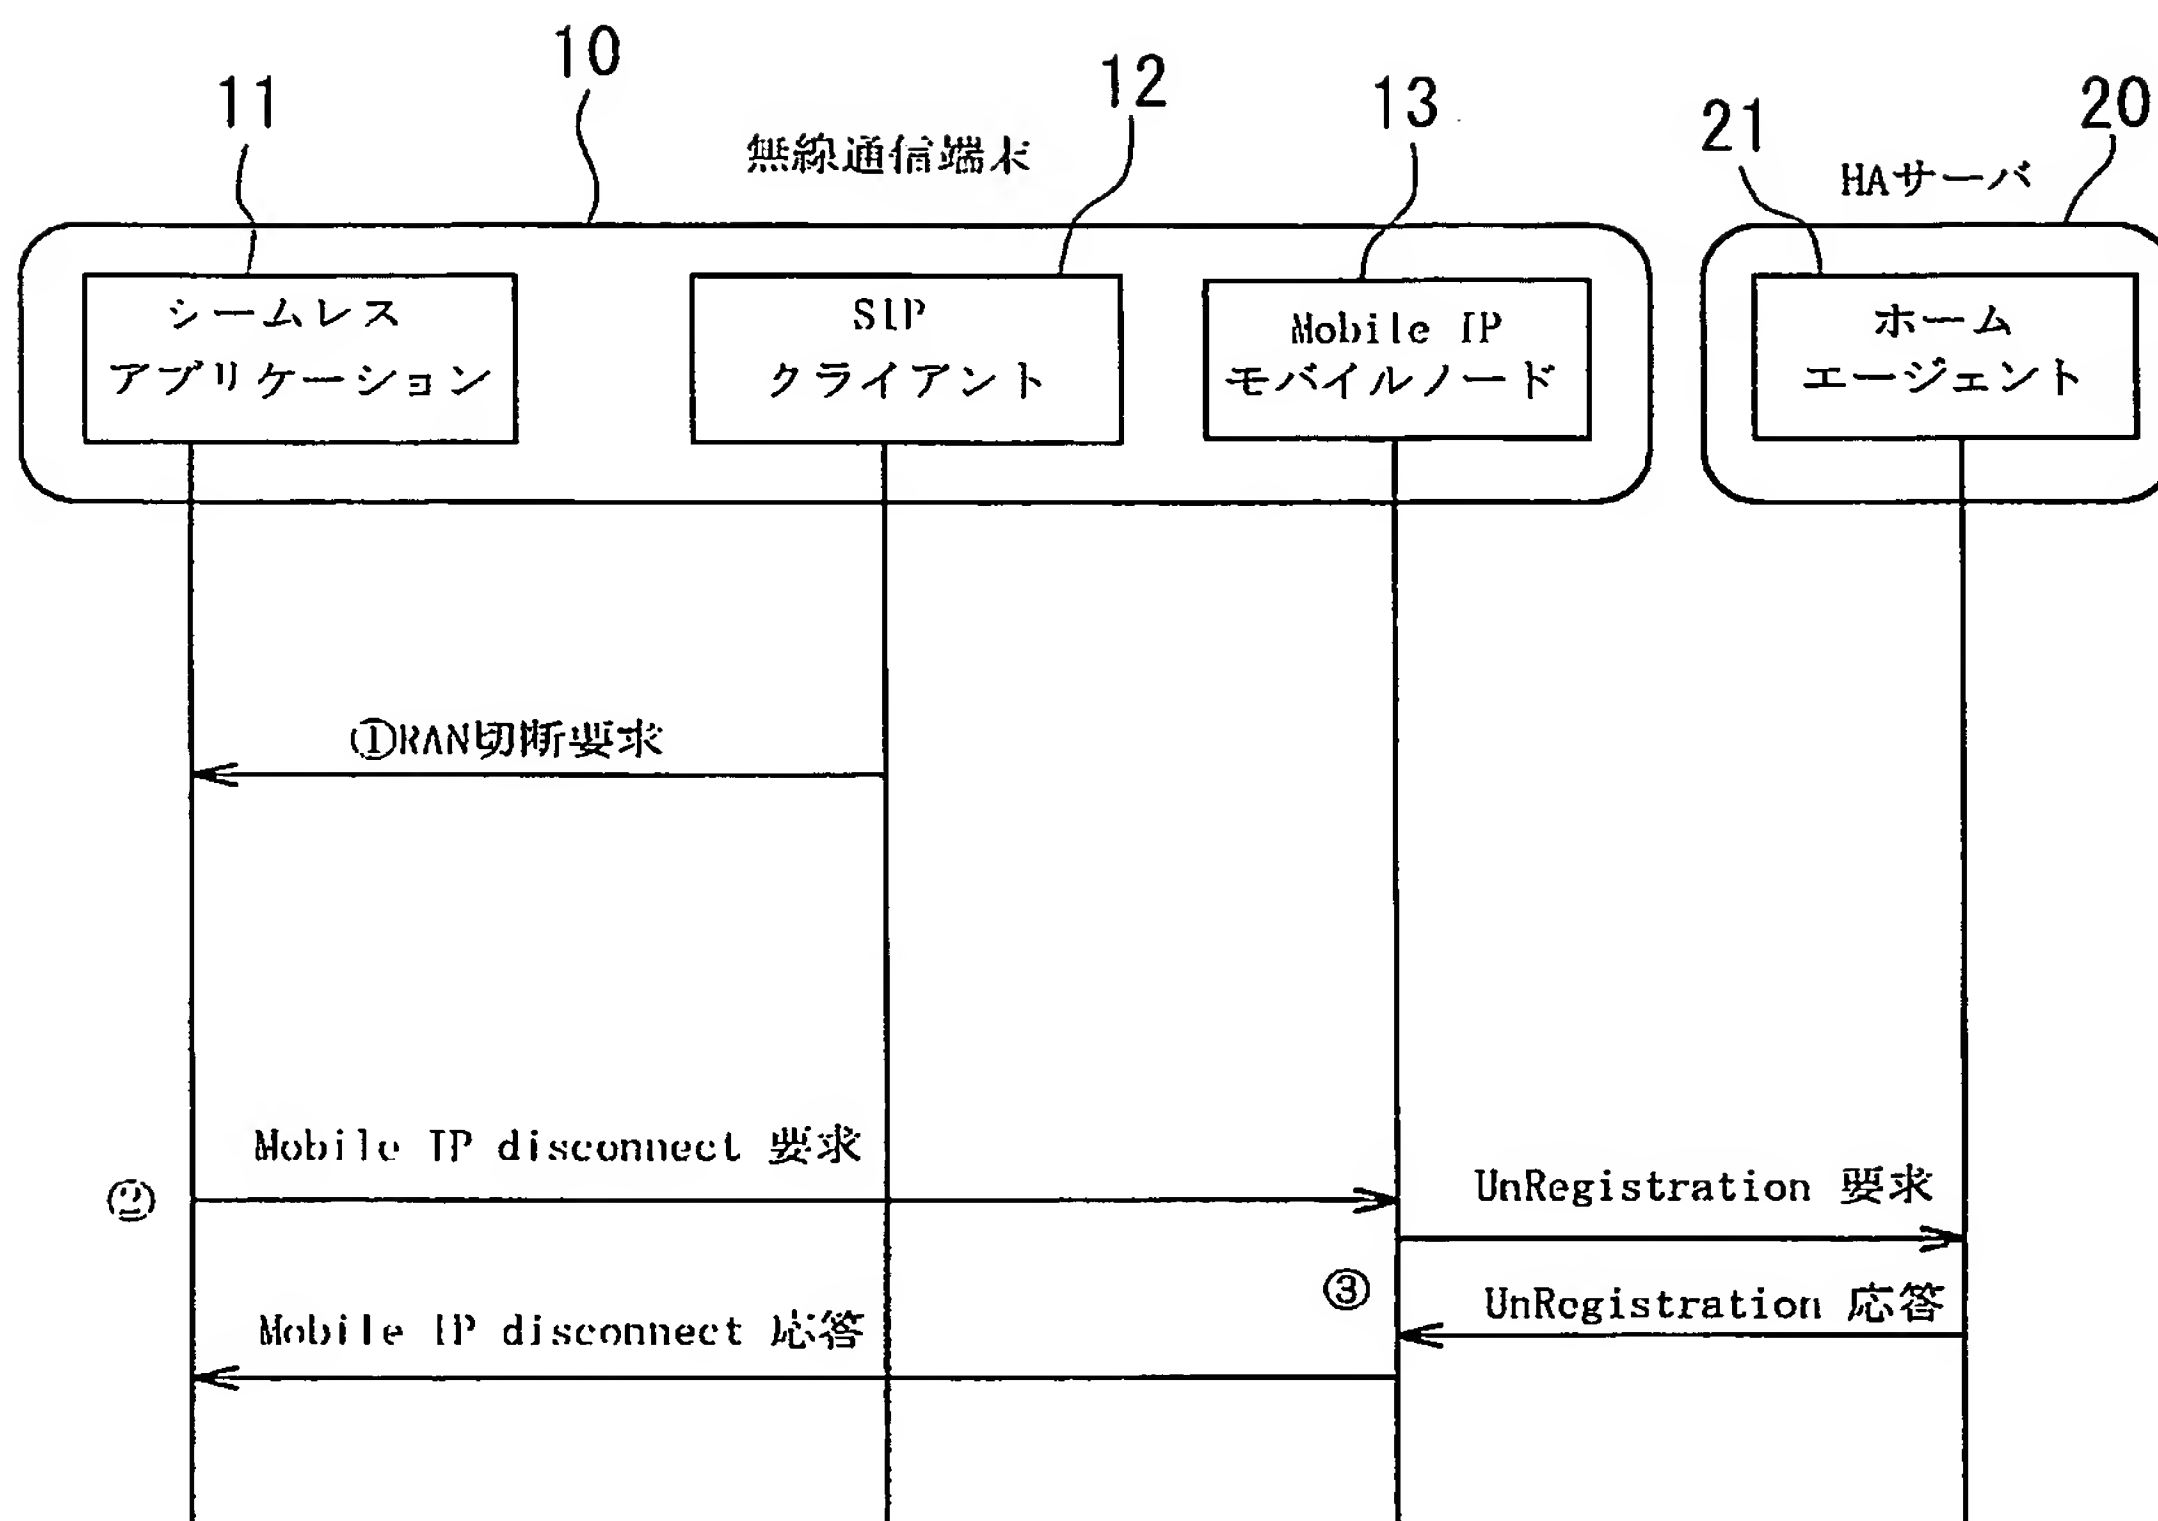 10
11
12
13
20
21
無線通信端末
HAサーバ
シームレス
アプリケーション
SIP
クライアント
Mobile IP
モバイルノード
ホーム
エージェント
①RAN切断要求
Mobile IP disconnect 要求
②
UnRegistration 要求
③
UnRegistration 応答
Mobile IP disconnect 応答